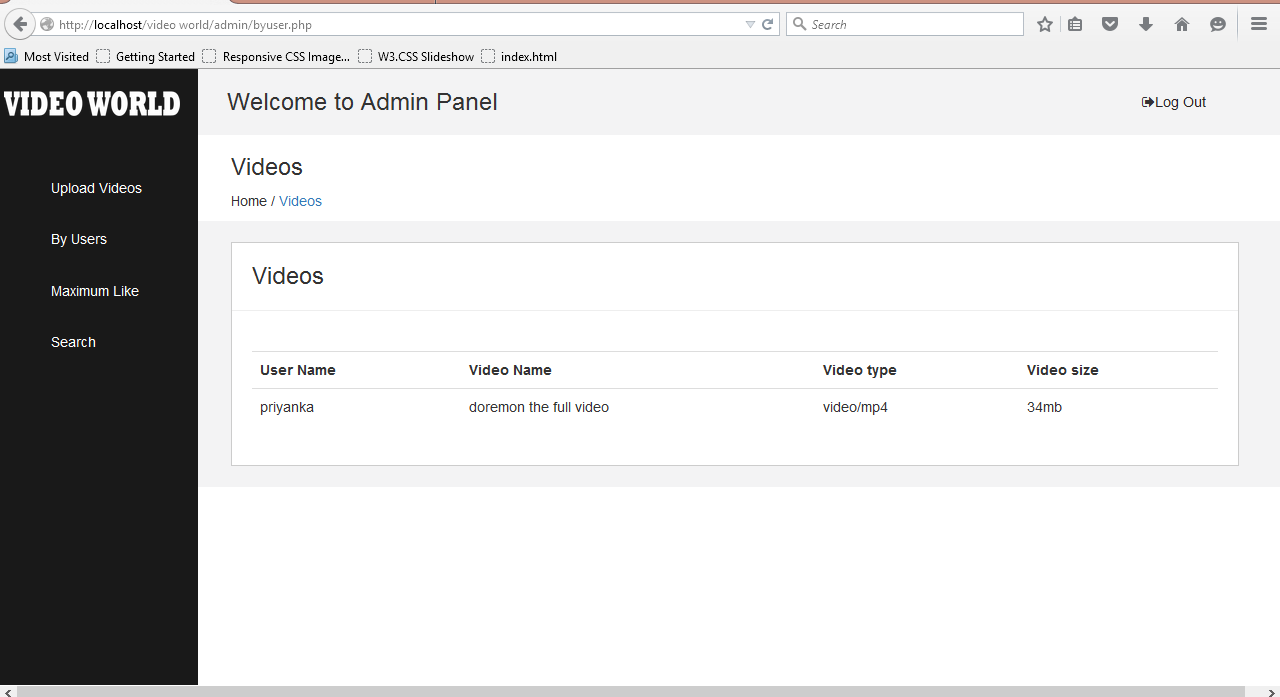 http://localhost/video world/admin/byuser.php
Search
Most Visited Getting Started Responsive CSS Image... W3.CSS Slideshow index.html
VIDEO WORLD
Welcome to Admin Panel
Log Out
Upload Videos
By Users
Maximum Like
Search
Videos
Home / Videos
Videos
User Name Video Name Video type Video size
priyanka doremon the full video video/mp4 34mb